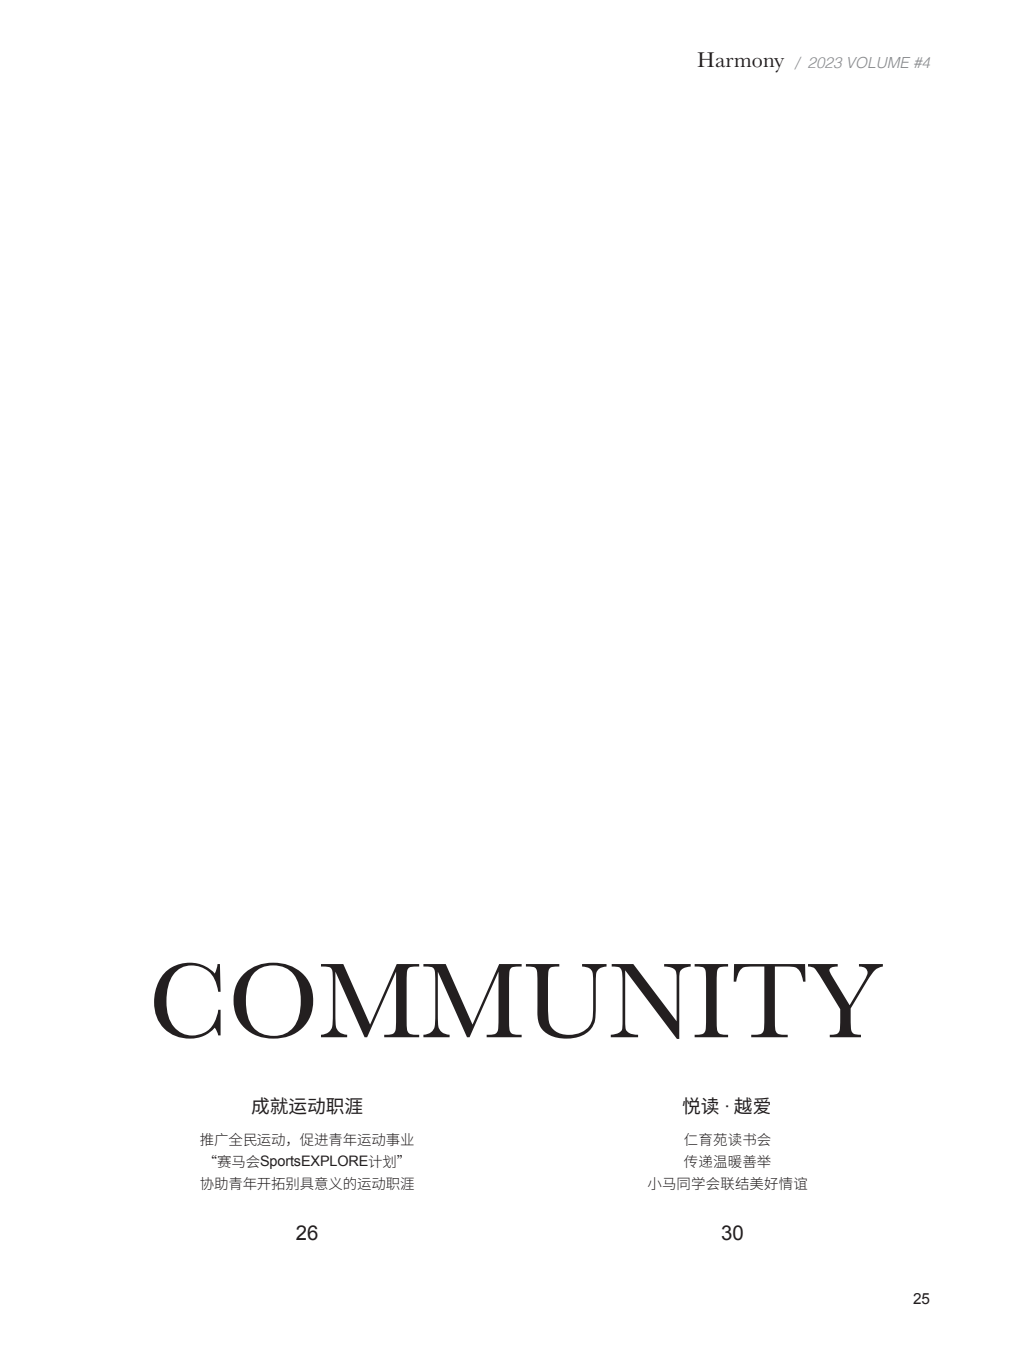 Harmony / 2023 VOLUME #4
COMMUNITY
成就运动职涯
推广全民运动，促进青年运动事业
“赛马会SportsEXPLORE计划”
协助青年开拓别具意义的运动职涯
26
悦读 · 越爱
仁育苑读书会
传递温暖善举
小马同学会联结美好情谊
30
25